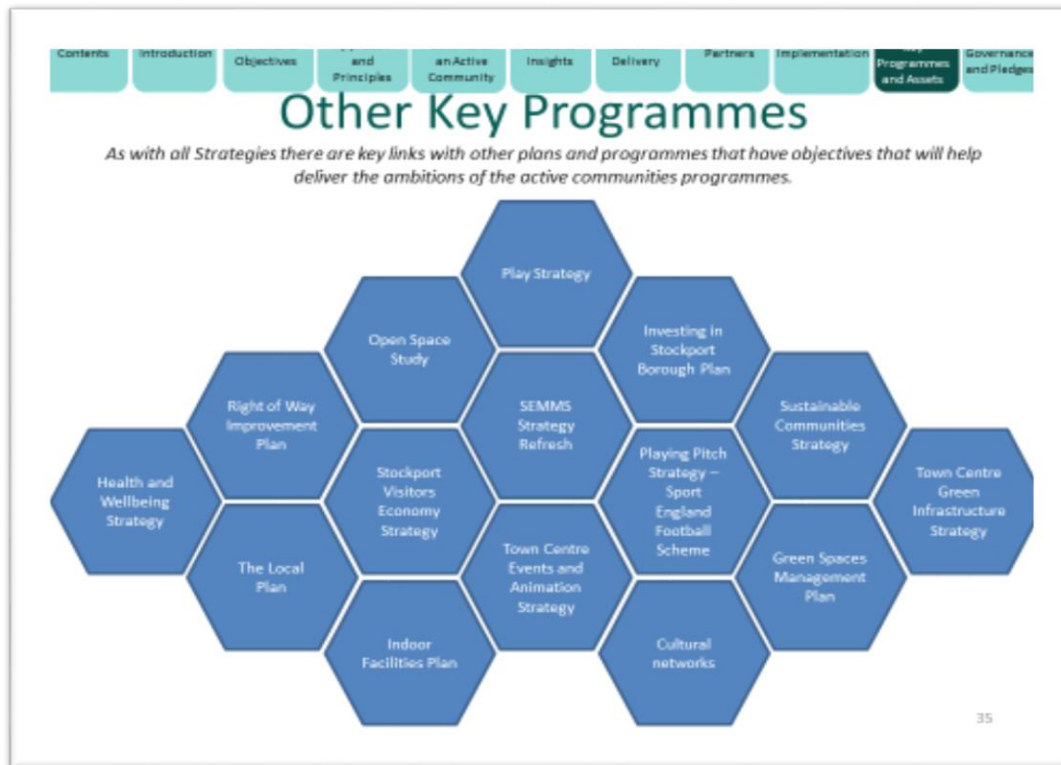 Contents
Introduction
Objectives
and
Principles
an Active
Community
Insights
Delivery
Partners
Implementation
Key
Programmes
and Assets
Governance
and Pledges
Other Key Programmes
As with all Strategies there are key links with other plans and programmes that have objectives that will help
deliver the ambitions of the active communities programmes.
Play Strategy
Open Space
Study
Investing in
Stockport
Borough Plan
Right of Way
Improvement
Plan
SEMMS
Strategy
Refresh
Sustainable
Communities
Strategy
Health and
Wellbeing
Strategy
Stockport
Visitors
Economy
Strategy
Playing Pitch
Strategy –
Sport
England
Football
Scheme
Town Centre
Green
Infrastructure
Strategy
The Local
Plan
Town Centre
Events and
Animation
Strategy
Green Spaces
Management
Plan
Indoor
Facilities Plan
Cultural
networks
35